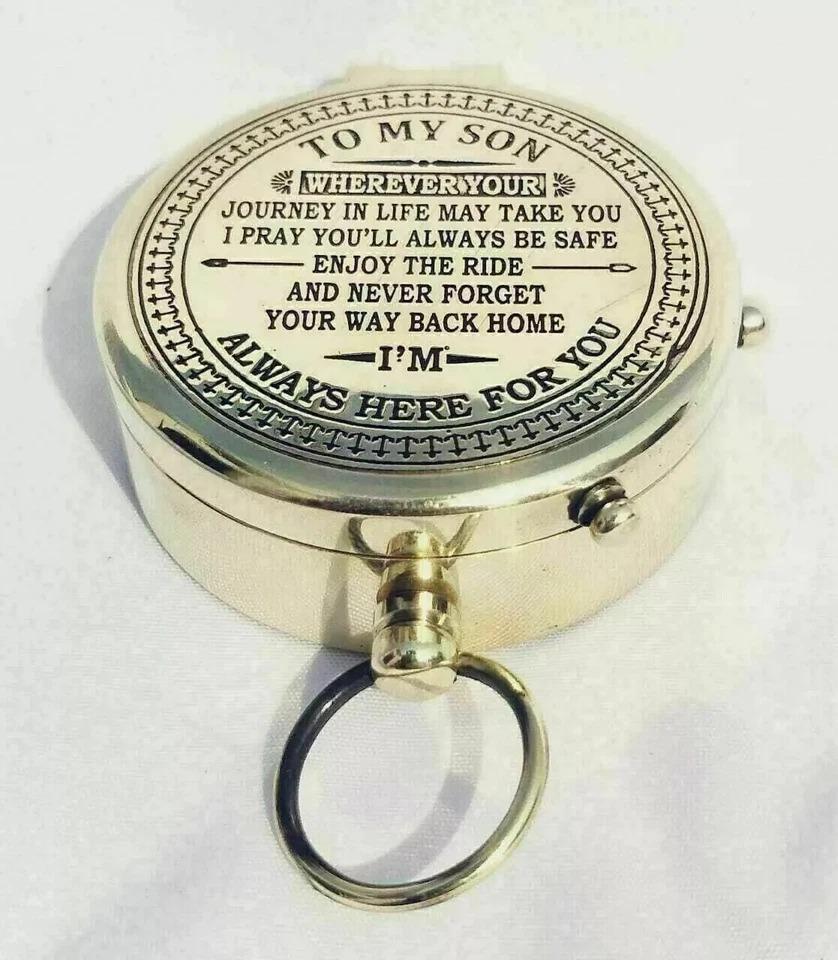 TO MY SON
WHEREVER YOUR
JOURNEY IN LIFE MAY TAKE YOU
I PRAY YOU'LL ALWAYS BE SAFE
ENJOY THE RIDE
AND NEVER FORGET
YOUR WAY BACK HOME
I'M
ALWAYS HERE FOR YOU